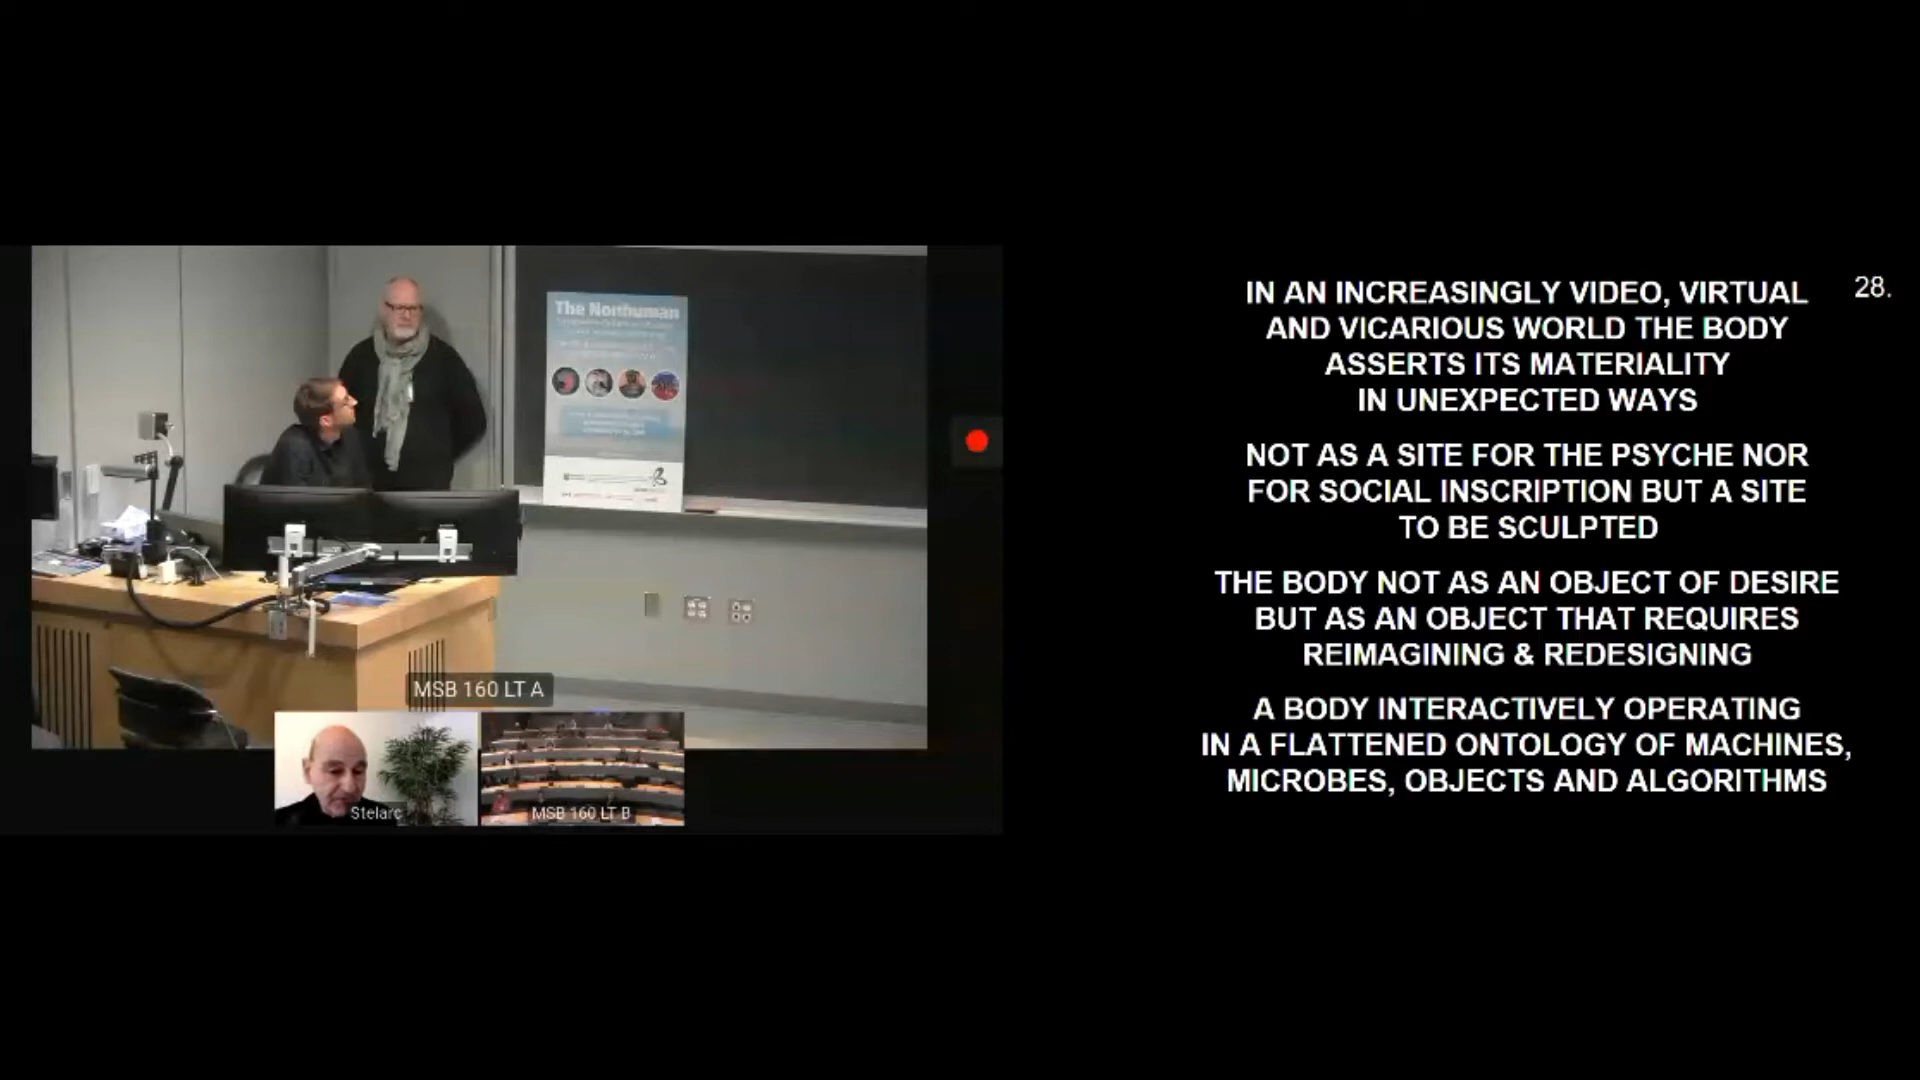 The Nonhuman
MSB 160 LT A
Stelarc
MSB 160 LT B
28.
IN AN INCREASINGLY VIDEO, VIRTUAL
AND VICARIOUS WORLD THE BODY
ASSERTS ITS MATERIALITY
IN UNEXPECTED WAYS
NOT AS A SITE FOR THE PSYCHE NOR
FOR SOCIAL INSCRIPTION BUT A SITE
TO BE SCULPTED
THE BODY NOT AS AN OBJECT OF DESIRE
BUT AS AN OBJECT THAT REQUIRES
REIMAGINING & REDESIGNING
A BODY INTERACTIVELY OPERATING
IN A FLATTENED ONTOLOGY OF MACHINES,
MICROBES, OBJECTS AND ALGORITHMS